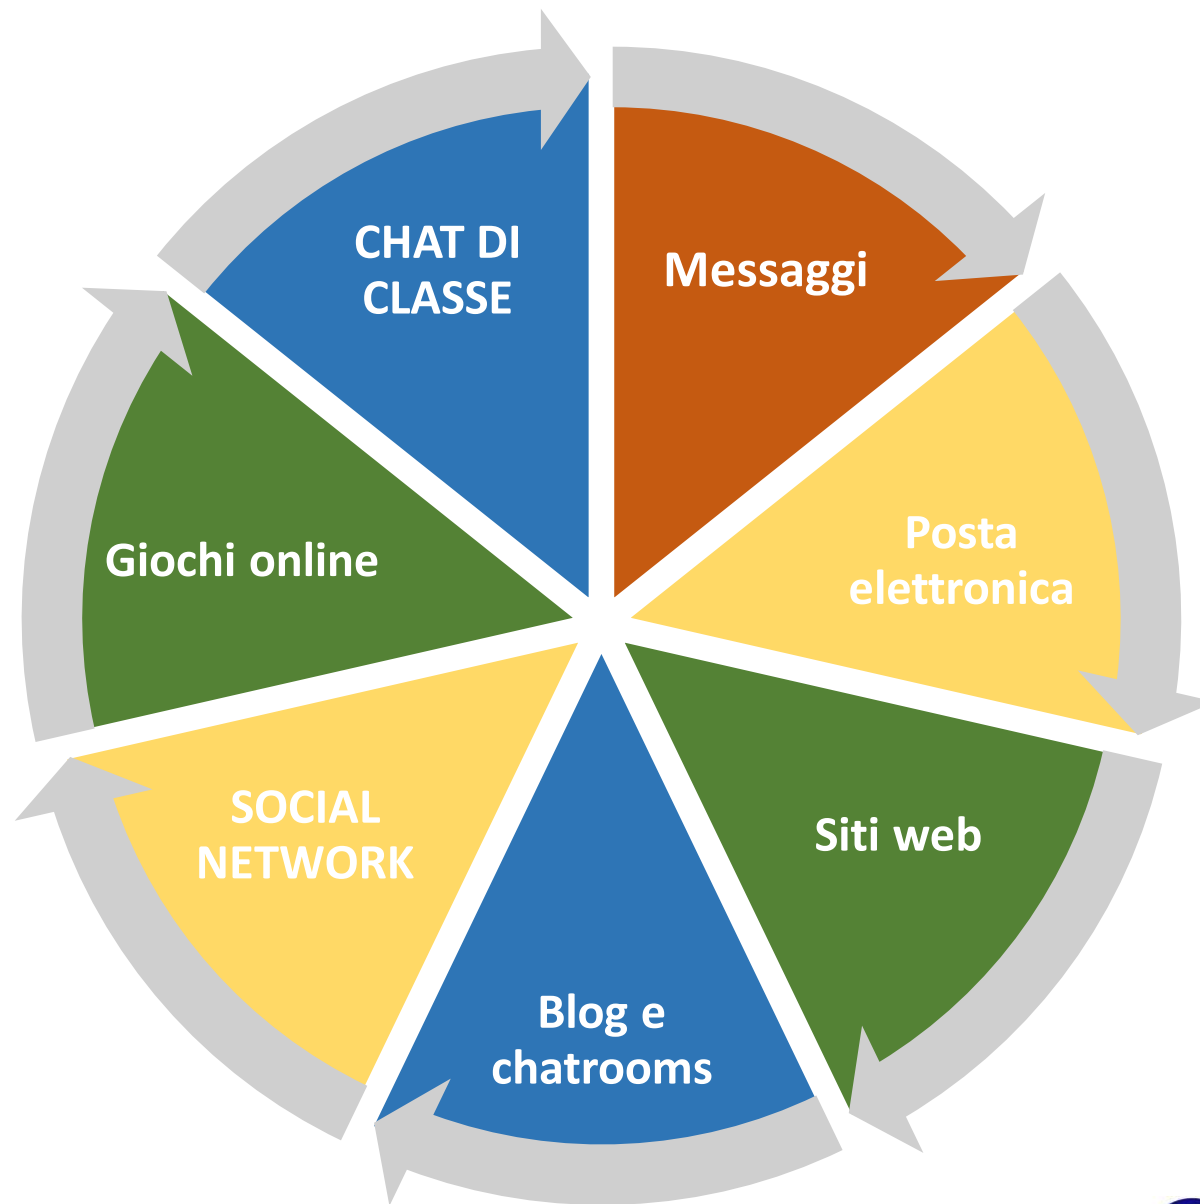 Messaggi
Posta
elettronica
Siti web
Blog e
chatrooms
SOCIAL
NETWORK
Giochi online
CHAT DI
CLASSE